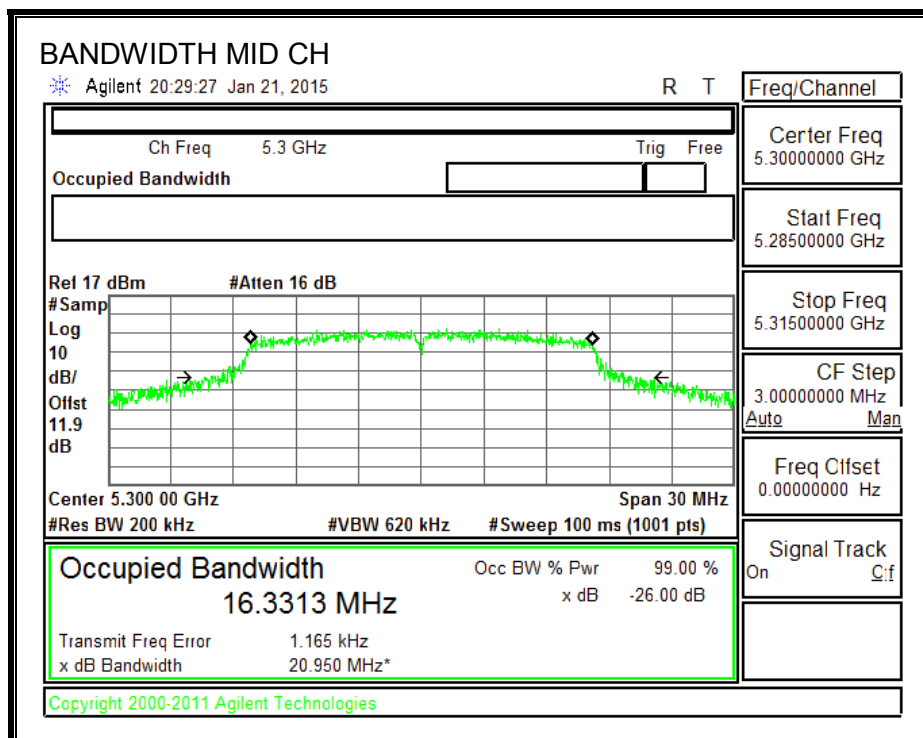 BANDWIDTH MID CH
Agilent 20:29:27 Jan 21, 2015 R T
Freq/Channel
Ch Freq 5.3 GHz Trig Free
Occupied Bandwidth
Center Freq
5.30000000 GHz
Start Freq
5.28500000 GHz
Stop Freq
5.31500000 GHz
CF Step
3.00000000 MHz
Auto Man
Freq Offset
0.00000000 Hz
Signal Track
On Off
Ref 17 dBm #Atten 16 dB
#Samp
Log
10
dB/
Offst
11.9
dB
Center 5.300 00 GHz Span 30 MHz
#Res BW 200 kHz #VBW 620 kHz #Sweep 100 ms (1001 pts)
Occupied Bandwidth Occ BW % Pwr 99.00 %
16.3313 MHz x dB -26.00 dB
Transmit Freq Error 1.165 kHz
x dB Bandwidth 20.950 MHz*
Copyright 2000-2011 Agilent Technologies